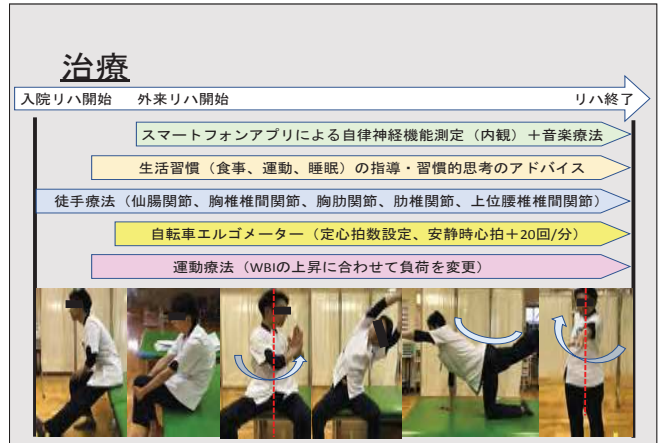 治療
入院リハ開始 外来リハ開始 リハ終了
スマートフォンアプリによる自律神経機能測定（内観）＋音楽療法
生活習慣（食事、運動、睡眠）の指導・習慣的思考のアドバイス
徒手療法（仙腸関節、胸椎椎間関節、胸肋関節、肋椎関節、上位腰椎椎間関節）
自転車エルゴメーター（定心拍数設定、安静時心拍＋20回/分）
運動療法（WBIの上昇に合わせて負荷を変更）